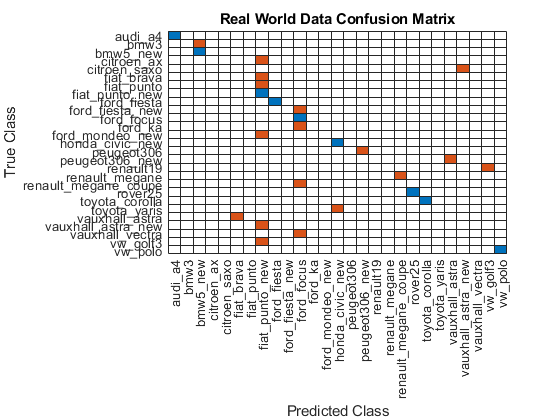 Real World Data Confusion Matrix
True Class
audi_a4
bmw3
bmw5_new
citroen_ax
citroen_saxo
fiat_brava
fiat_punto
fiat_punto_new
ford_fiesta
ford_fiesta_new
ford_focus
ford_ka
ford_mondeo_new
honda_civic_new
peugeot306
peugeot306_new
renault19
renault_megane
renault_megane_coupe
rover25
toyota_corolla
toyota_yaris
vauxhall_astra
vauxhall_astra_new
vauxhall_vectra
vw_golf3
vw_polo
audi_a4
bmw3
bmw5_new
citroen_ax
citroen_saxo
fiat_brava
fiat_punto
fiat_punto_new
ford_fiesta
ford_fiesta_new
ford_focus
ford_ka
ford_mondeo_new
honda_civic_new
peugeot306
peugeot306_new
renault19
renault_megane
renault_megane_coupe
rover25
toyota_corolla
toyota_yaris
vauxhall_astra
vauxhall_astra_new
vauxhall_vectra
vw_golf3
vw_polo
Predicted Class